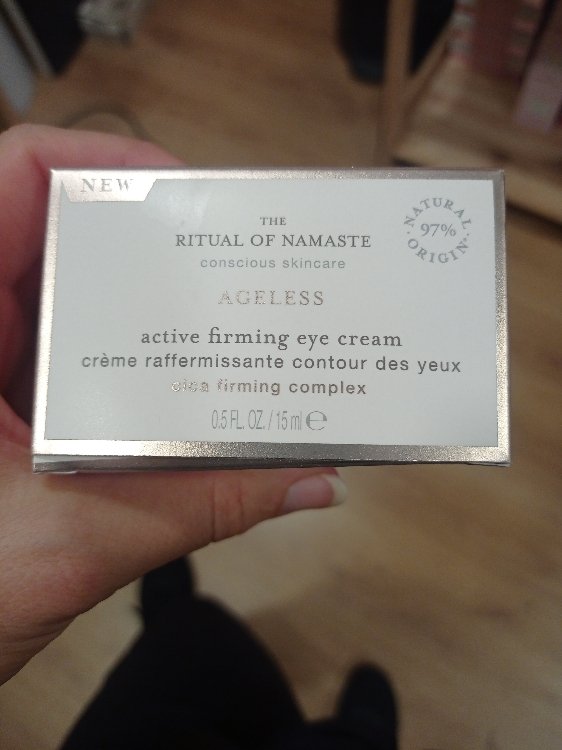 NEW
THE
RITUAL OF NAMASTE
conscious skincare
NATURAL
97%
ORIGIN
AGELESS
active firming eye cream
crème raffermissante contour des yeux
cica firming complex
0.5 FL. OZ. / 15 ml ℮